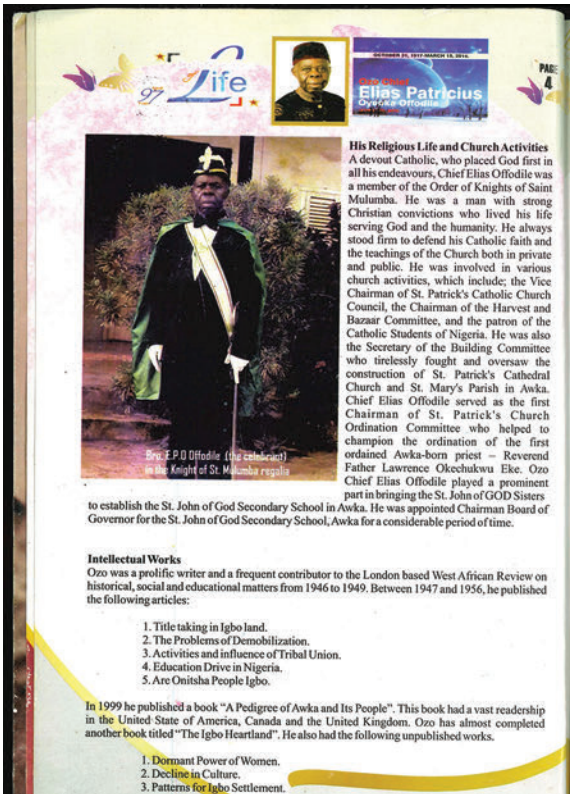 97 of Life
OCTOBER 25, 1917-MARCH 15, 2014.
Ozo Chief
Elias Patricius
Oyeoke Offodile
PAGE
4
His Religious Life and Church Activities
A devout Catholic, who placed God first in
all his endeavours, Chief Elias Offodile was
a member of the Order of Knights of Saint
Mulumba. He was a man with strong
Christian convictions who lived his life
serving God and the humanity. He always
stood firm to defend his Catholic faith and
the teachings of the Church both in private
and public. He was involved in various
church activities, which include; the Vice
Chairman of St. Patrick's Catholic Church
Council, the Chairman of the Harvest and
Bazaar Committee, and the patron of the
Catholic Students of Nigeria. He was also
the Secretary of the Building Committee
who tirelessly fought and oversaw the
construction of St. Patrick's Cathedral
Church and St. Mary's Parish in Awka.
Chief Elias Offodile served as the first
Chairman of St. Patrick's Church
Ordination Committee who helped to
champion the ordination of the first
ordained Awka-born priest – Reverend
Father Lawrence Okechukwu Eke. Ozo
Chief Elias Offodile played a prominent
part in bringing the St. John of GOD Sisters
to establish the St. John of God Secondary School in Awka. He was appointed Chairman Board of
Governor for the St. John of God Secondary School, Awka for a considerable period of time.
Bro. E.P.O Offodile (the celebrant)
in the Knight of St. Mulumba regalia
Intellectual Works
Ozo was a prolific writer and a frequent contributor to the London based West African Review on
historical, social and educational matters from 1946 to 1949. Between 1947 and 1956, he published
the following articles:
1. Title taking in Igbo land.
2. The Problems of Demobilization.
3. Activities and influence of Tribal Union.
4. Education Drive in Nigeria.
5. Are Onitsha People Igbo.
In 1999 he published a book “A Pedigree of Awka and Its People”. This book had a vast readership
in the United State of America, Canada and the United Kingdom. Ozo has almost completed
another book titled “The Igbo Heartland”. He also had the following unpublished works.
1. Dormant Power of Women.
2. Decline in Culture.
3. Patterns for Igbo Settlement.